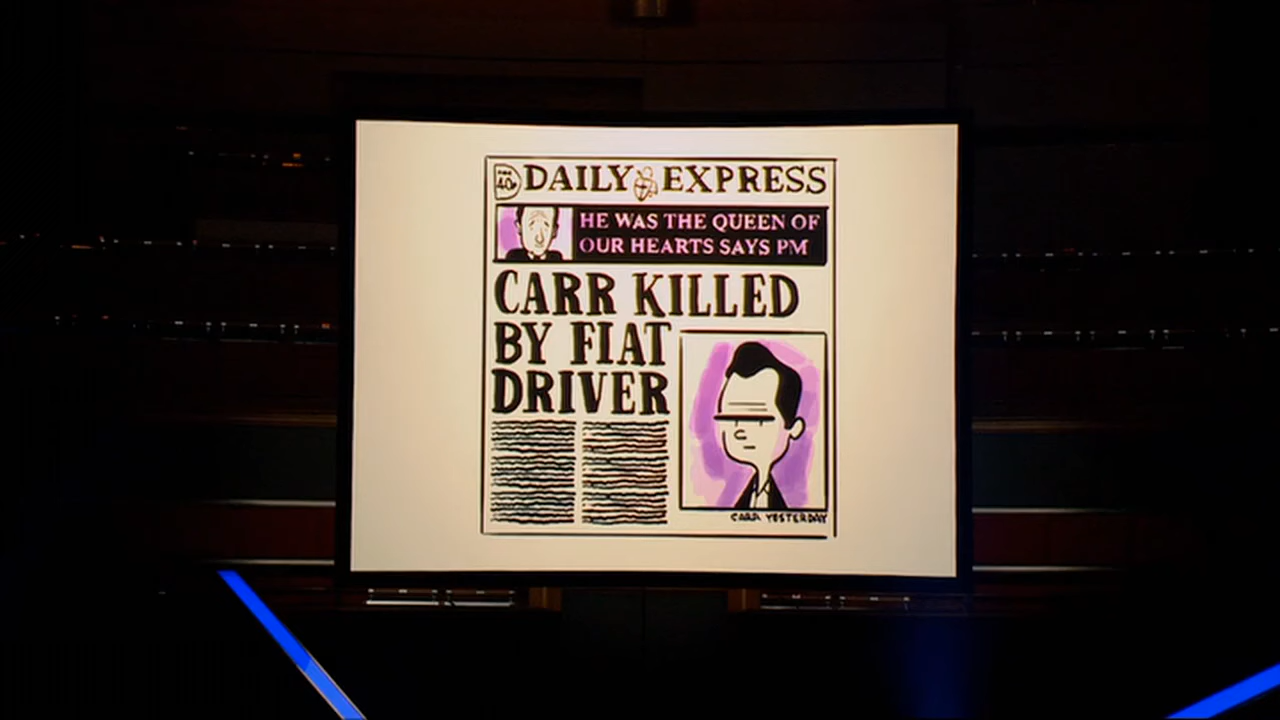 40p
DAILY EXPRESS
HE WAS THE QUEEN OF
OUR HEARTS SAYS PM
CARR KILLED
BY FIAT
DRIVER
CARR YESTERDAY